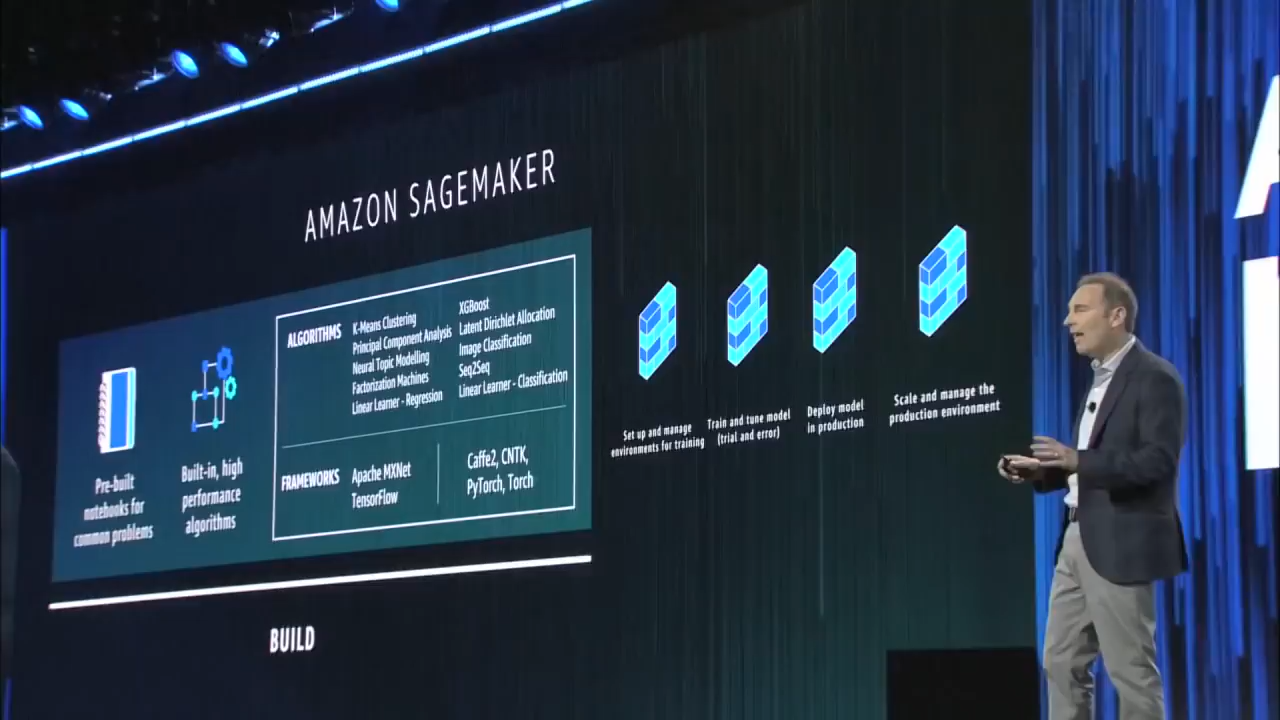 AMAZON SAGEMAKER
Pre-built
notebooks for
common problems
Built-in, high
performance
algorithms
ALGORITHMS
K-Means Clustering
Principal Component Analysis
Neural Topic Modelling
Factorization Machines
Linear Learner - Regression
XGBoost
Latent Dirichlet Allocation
Image Classification
Seq2Seq
Linear Learner - Classification
FRAMEWORKS
Apache MXNet
TensorFlow
Caffe2, CNTK,
PyTorch, Torch
Set up and manage
environments for training
Train and tune model
(trial and error)
Deploy model
in production
Scale and manage the
production environment
BUILD